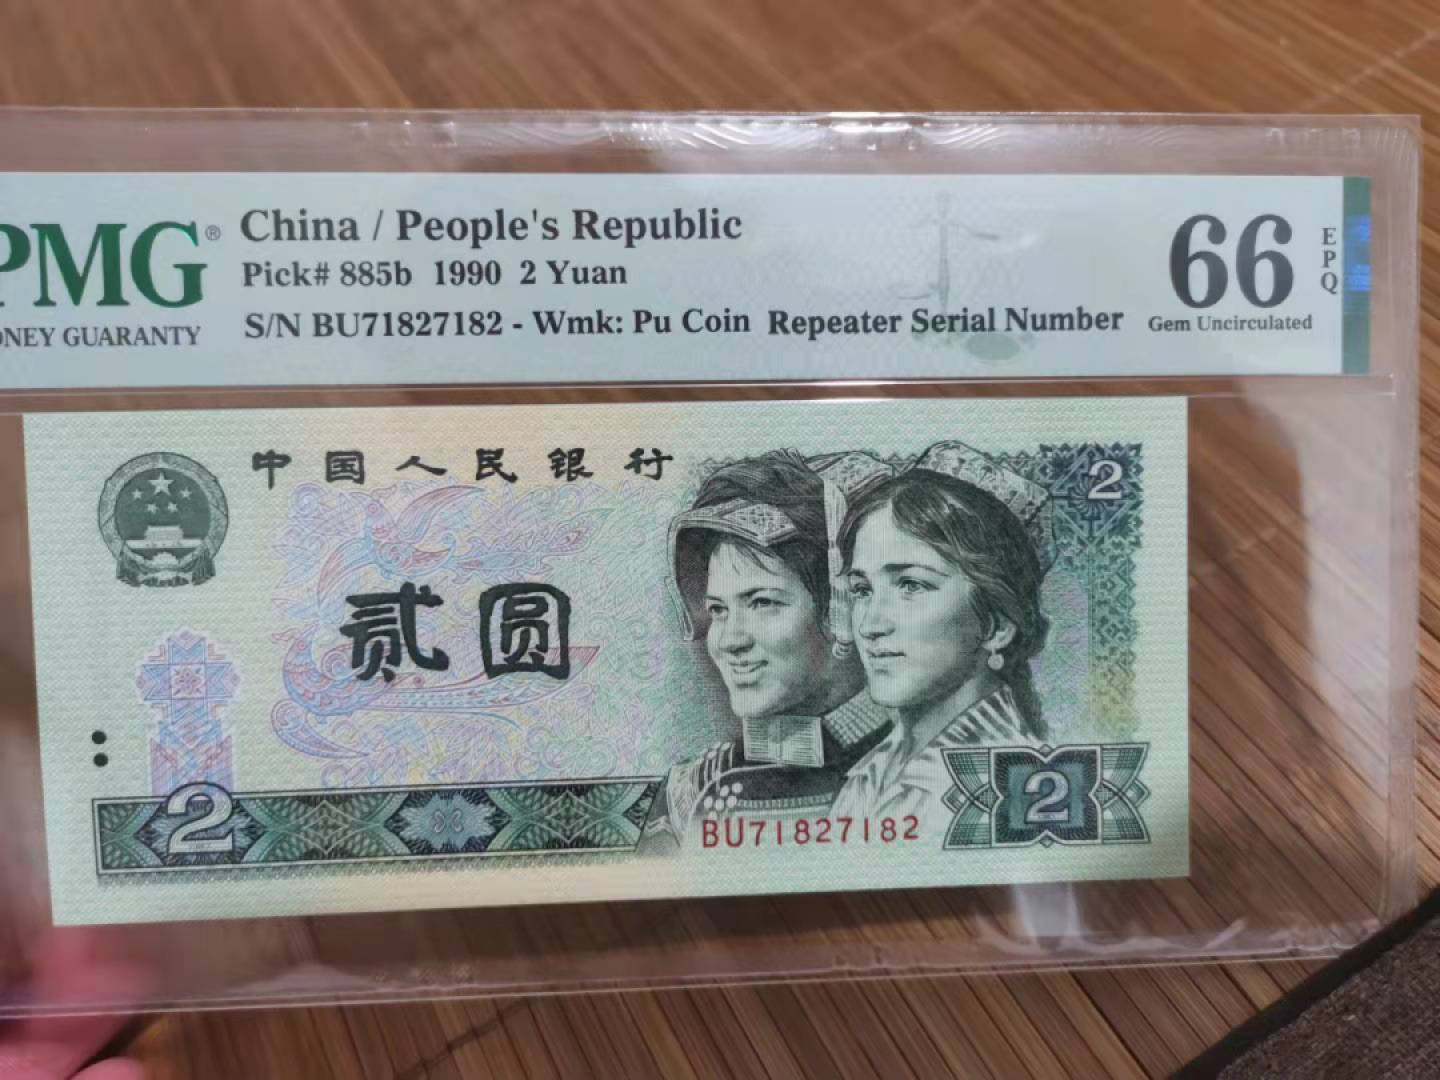 PMG®
China / People's Republic
Pick# 885b 1990 2 Yuan
S/N BU71827182 - Wmk: Pu Coin Repeater Serial Number
GUARANTY
66
EPQ
Gem Uncirculated
中国人民银行
2
贰圆
2
2
BU71827182